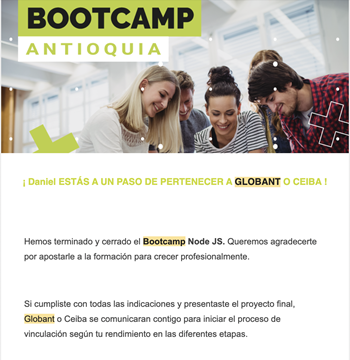 BOOTCAMP
ANTIOQUIA
¡ Daniel ESTÁS A UN PASO DE PERTENECER A GLOBANT O CEIBA !
Hemos terminado y cerrado el Bootcamp Node JS. Queremos agradecerte
por apostarle a la formación para crecer profesionalmente.
Si cumpliste con todas las indicaciones y presentaste el proyecto final,
Globant o Ceiba se comunicaran contigo para iniciar el proceso de
vinculación según tu rendimiento en las diferentes etapas.